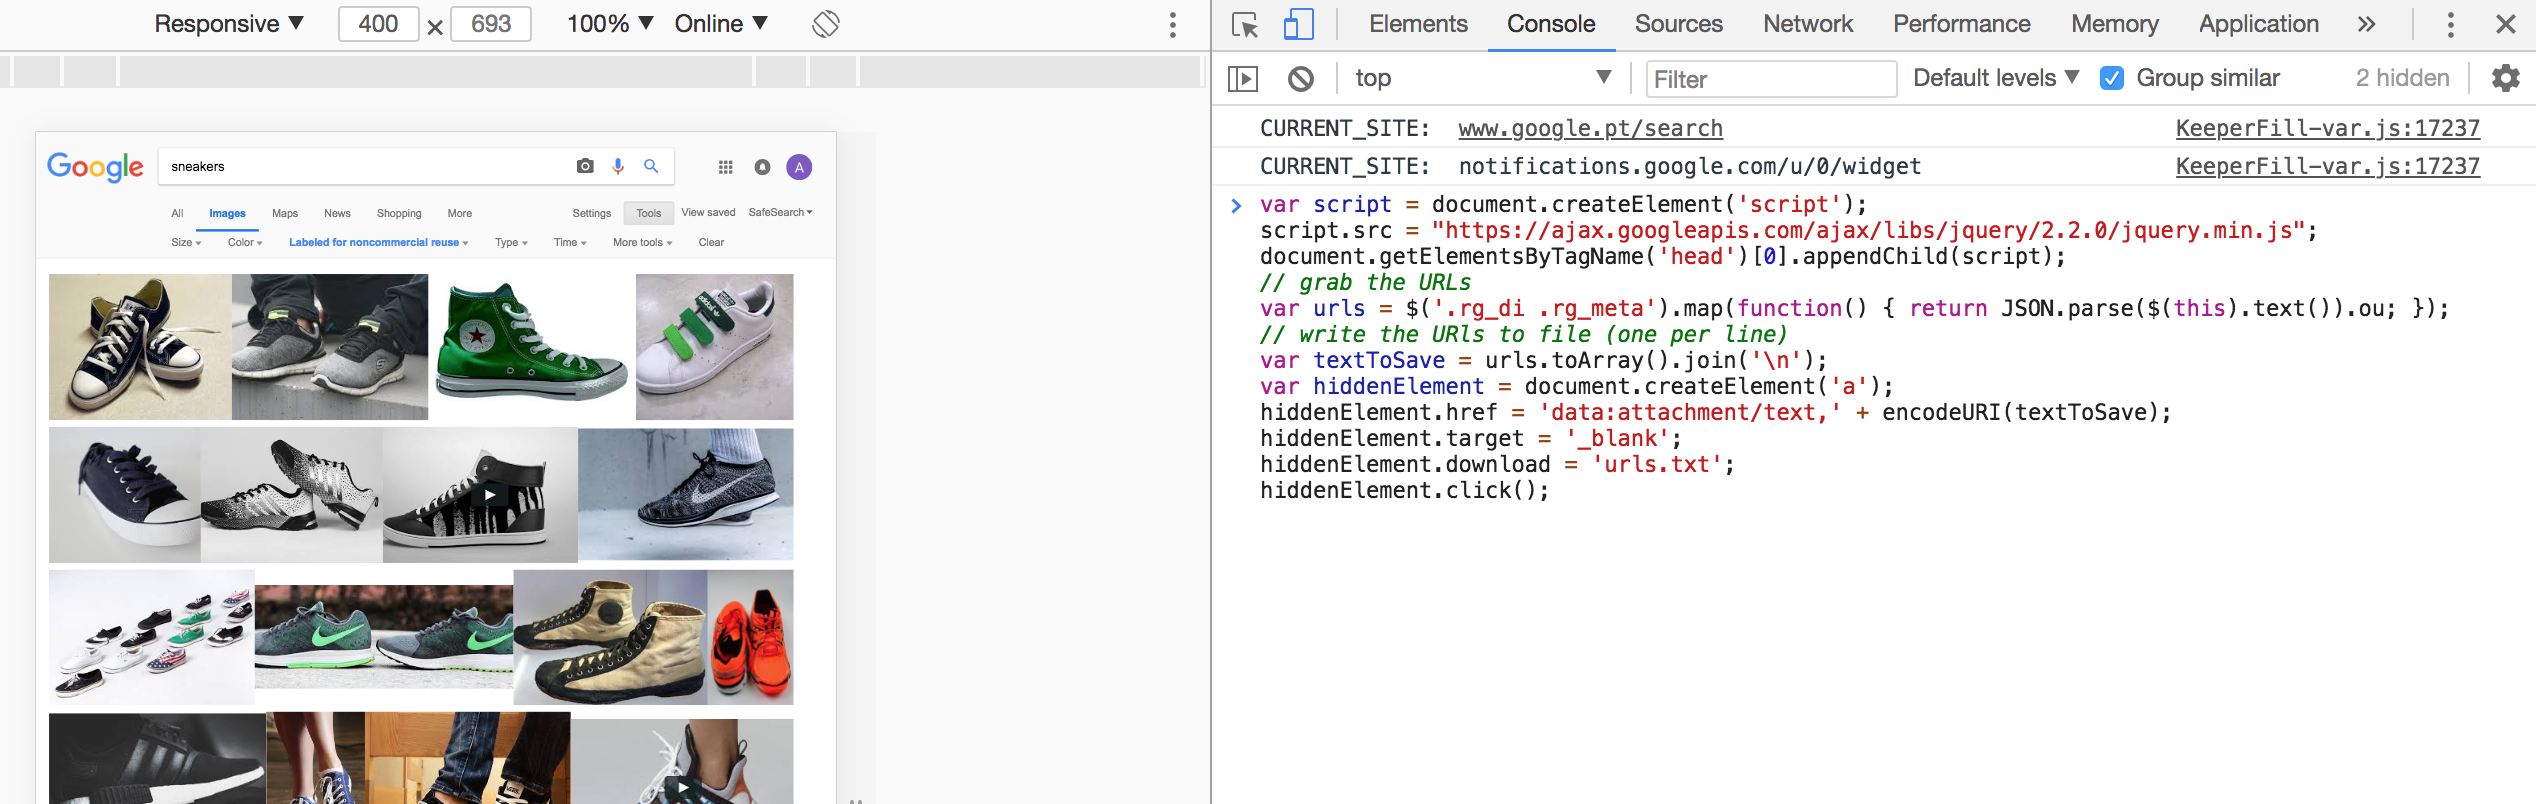 Responsive ▼ 400 × 693 100% ▼ Online ▼
Elements Console Sources Network Performance Memory Application »
top ▼ Filter Default levels ▼ Group similar 2 hidden
Google sneakers A
All Images Maps News Shopping More Settings Tools View saved SafeSearch
Size Color Labeled for noncommercial reuse Type Time More tools Clear
CURRENT_SITE: www.google.pt/search KeeperFill-var.js:17237
CURRENT_SITE: notifications.google.com/u/0/widget KeeperFill-var.js:17237
var script = document.createElement('script');
script.src = "https://ajax.googleapis.com/ajax/libs/jquery/2.2.0/jquery.min.js";
document.getElementsByTagName('head')[0].appendChild(script);
// grab the URLs
var urls = $('.rg_di .rg_meta').map(function() { return JSON.parse($(this).text()).ou; });
// write the URls to file (one per line)
var textToSave = urls.toArray().join('\n');
var hiddenElement = document.createElement('a');
hiddenElement.href = 'data:attachment/text,' + encodeURI(textToSave);
hiddenElement.target = '_blank';
hiddenElement.download = 'urls.txt';
hiddenElement.click();